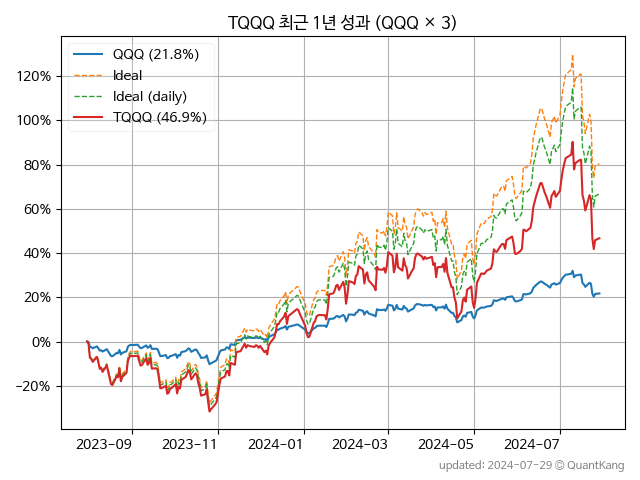 TQQQ 최근 1년 성과 (QQQ × 3)
QQQ (21.8%)
Ideal
Ideal (daily)
TQQQ (46.9%)
120%
100%
80%
60%
40%
20%
0%
−20%
2023−09
2023−11
2024−01
2024−03
2024−05
2024−07
updated: 2024-07-29 © QuantKang